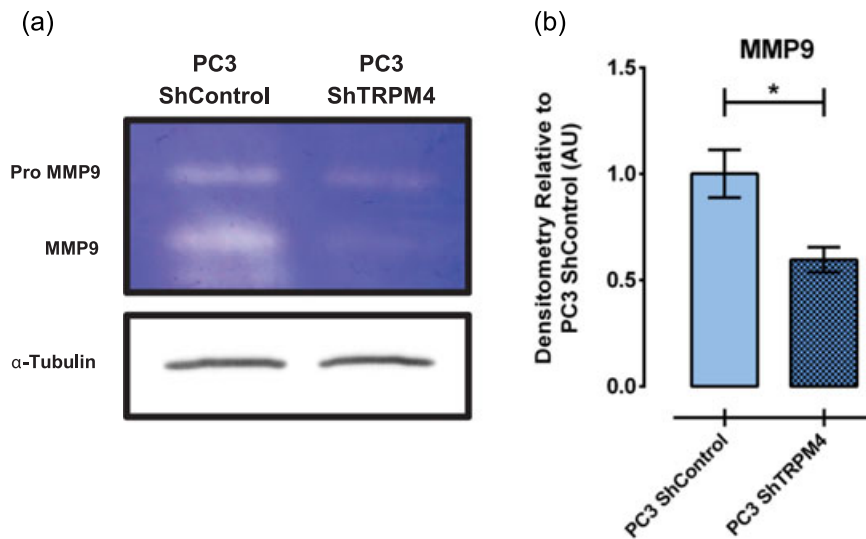 (a)
PC3
ShControl
PC3
ShTRPM4
Pro MMP9
MMP9
α-Tubulin
(b)
MMP9
Densitometry Relative to
PC3 ShControl (AU)
1.5
1.0
0.5
0.0
*
PC3 ShControl
PC3 ShTRPM4